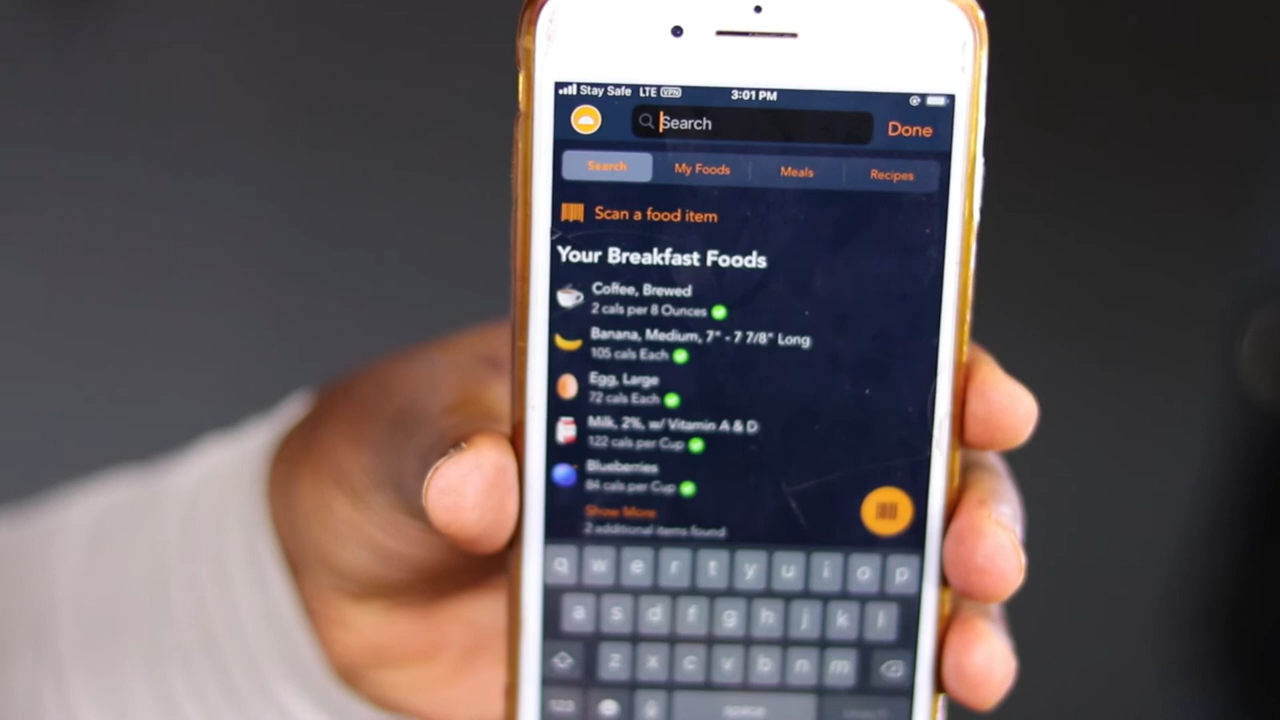 Stay Safe LTE VPN 3:01 PM
Search Done
Search My Foods Meals Recipes
Scan a food item
Your Breakfast Foods
Coffee, Brewed
2 cals per 8 Ounces
Banana, Medium, 7" - 7 7/8" Long
105 cals Each
Egg, Large
72 cals Each
Milk, 2%, w/ Vitamin A & D
122 cals per Cup
Blueberries
84 cals per Cup
Show More
2 additional items found
q w e r t y u i o p
a s d f g h j k l
z x c v b n m
123 space